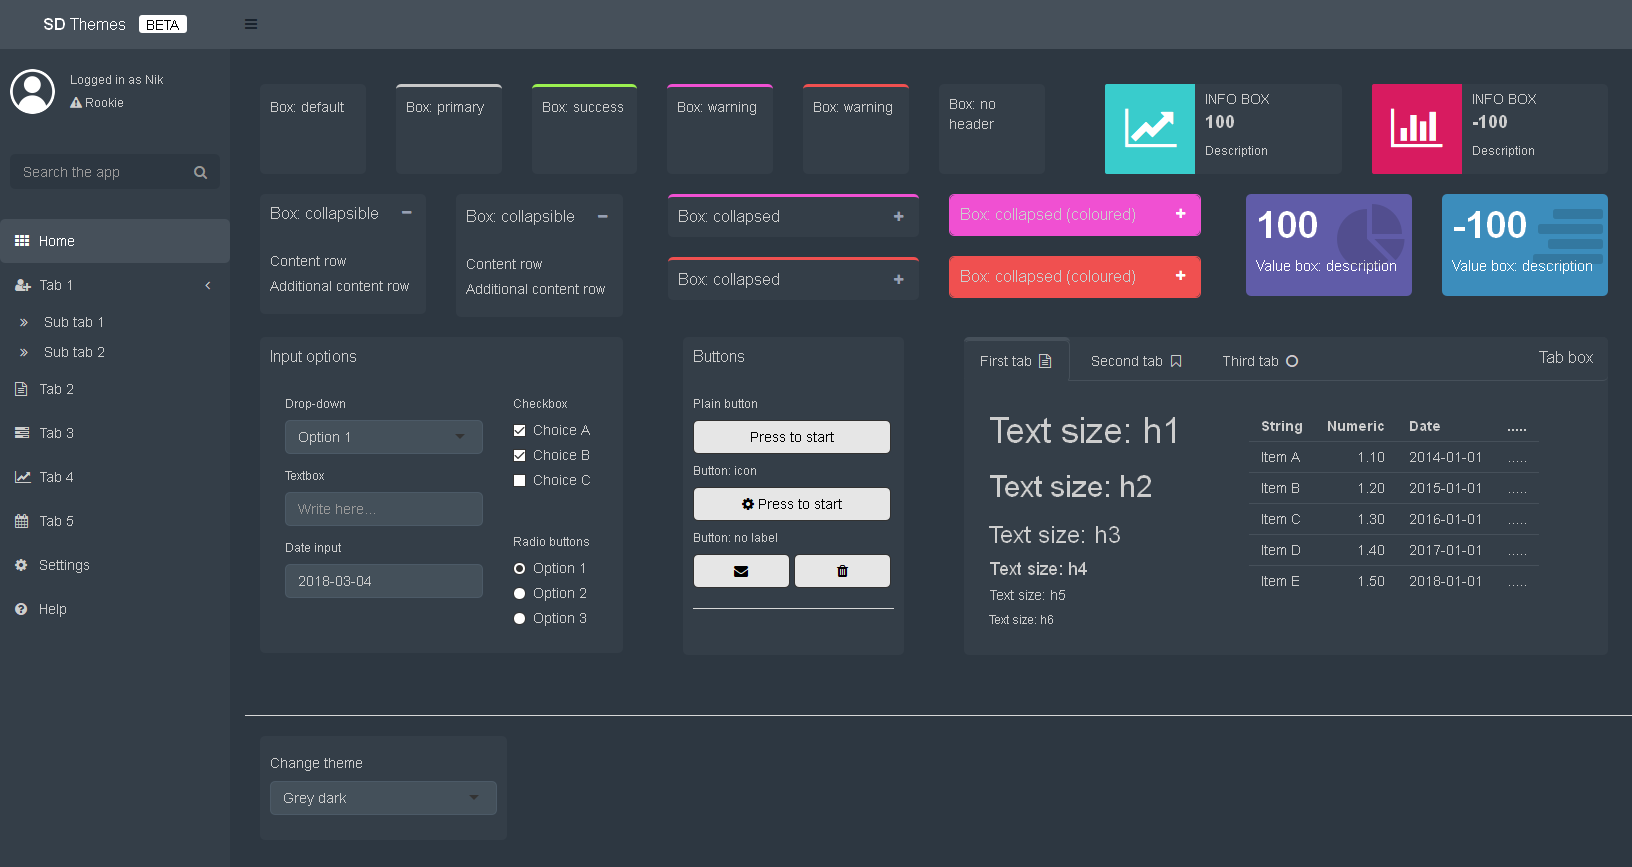 SD Themes BETA
Logged in as Nik
Rookie
Search the app
Home
Tab 1
Sub tab 1
Sub tab 2
Tab 2
Tab 3
Tab 4
Tab 5
Settings
Help
Box: default
Box: primary
Box: success
Box: warning
Box: warning
Box: no
header
INFO BOX
100
Description
INFO BOX
-100
Description
Box: collapsible
Content row
Additional content row
Box: collapsible
Content row
Additional content row
Box: collapsed
Box: collapsed
Box: collapsed (coloured)
Box: collapsed (coloured)
100
Value box: description
-100
Value box: description
Input options
Drop-down
Option 1
Textbox
Write here...
Date input
2018-03-04
Checkbox
Choice A
Choice B
Choice C
Radio buttons
Option 1
Option 2
Option 3
Buttons
Plain button
Press to start
Button: icon
Press to start
Button: no label
First tab Second tab Third tab Tab box
Text size: h1
Text size: h2
Text size: h3
Text size: h4
Text size: h5
Text size: h6
String Numeric Date .....
Item A 1.10 2014-01-01 .....
Item B 1.20 2015-01-01 .....
Item C 1.30 2016-01-01 .....
Item D 1.40 2017-01-01 .....
Item E 1.50 2018-01-01 .....
Change theme
Grey dark